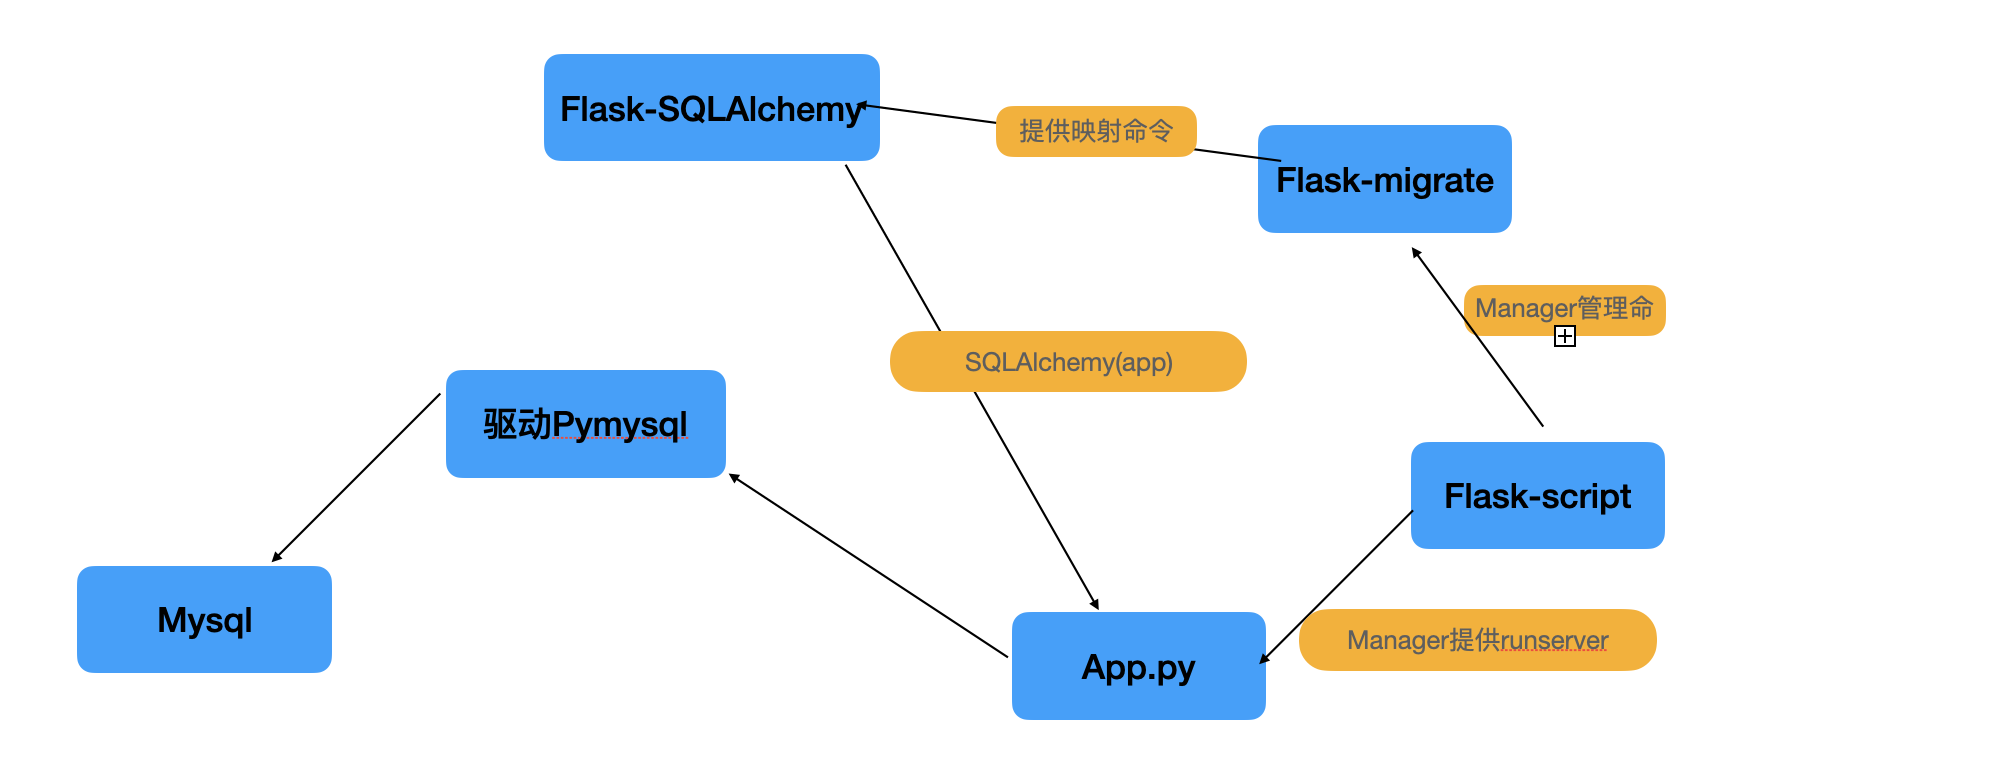 Flask-SQLAlchemy
提供映射命令
Flask-migrate
Manager管理命
SQLAlchemy(app)
驱动Pymysql
Flask-script
Mysql
App.py
Manager提供runserver